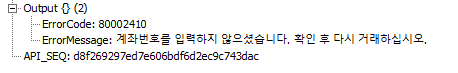 Output {} (2)
ErrorCode: 80002410
ErrorMessage: 계좌번호를 입력하지 않으셨습니다. 확인 후 다시 거래하십시오.
API_SEQ: d8f269297ed7e606bdf6d2ec9c743dac